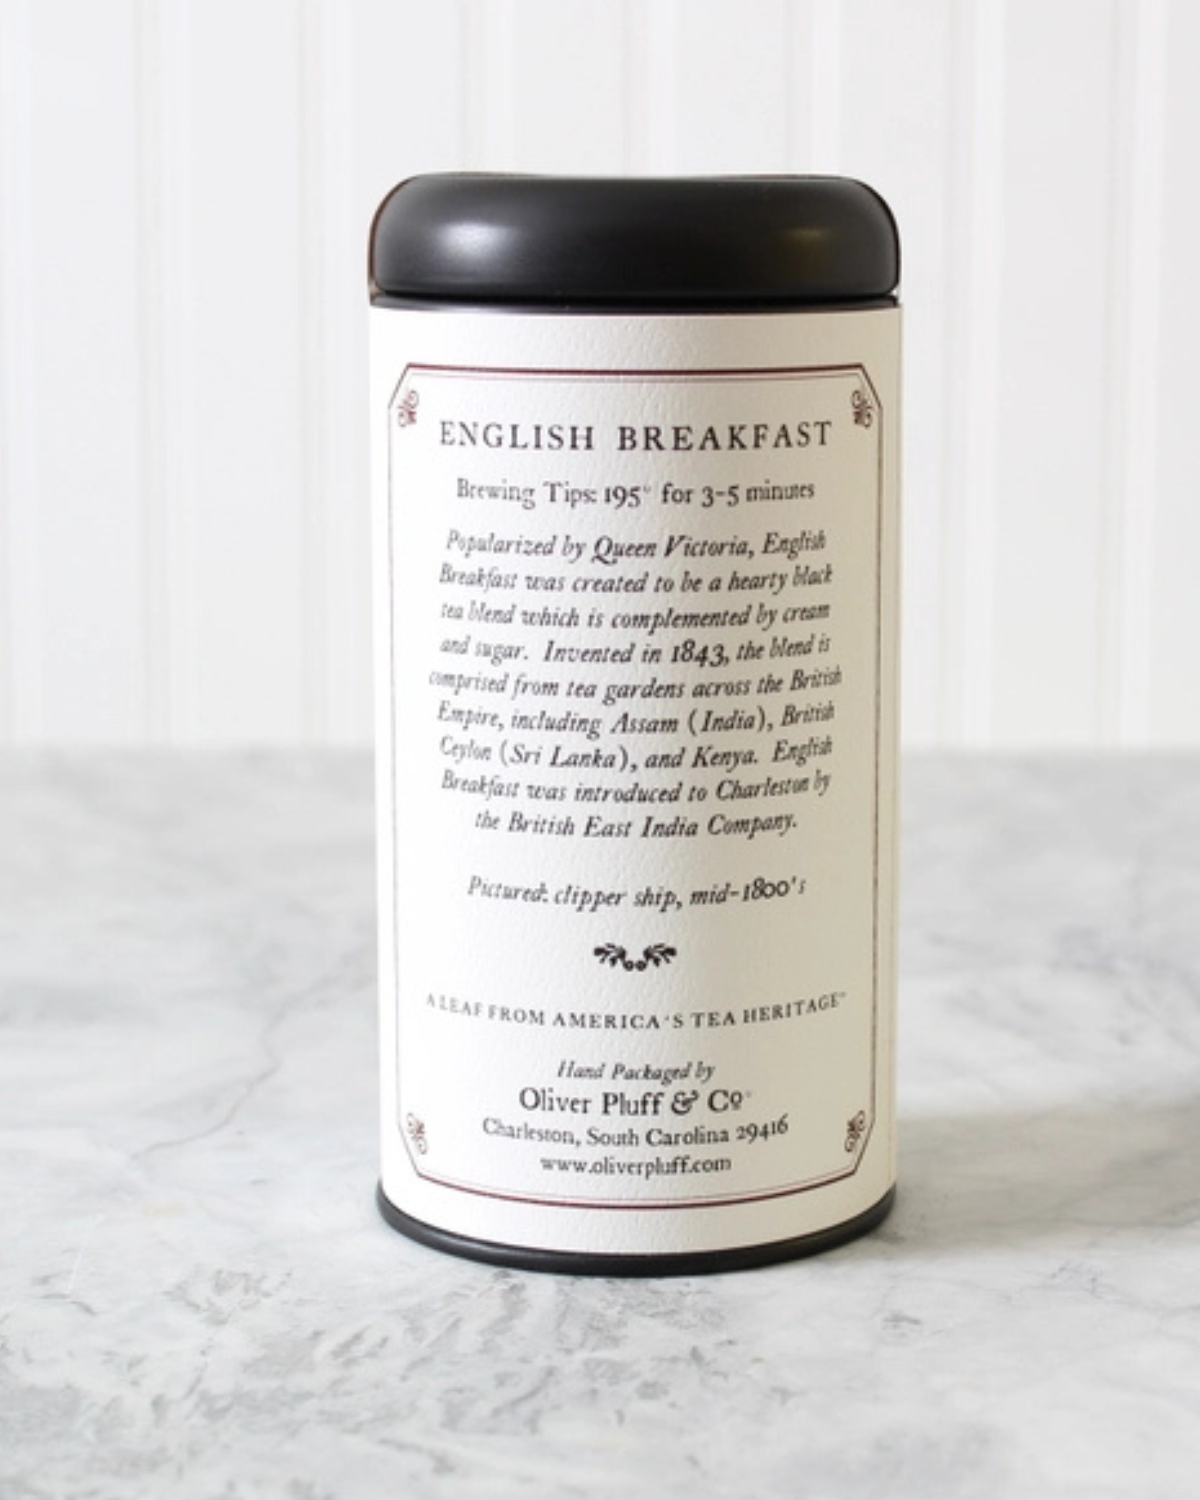 ENGLISH BREAKFAST
Brewing Tips: 195° for 3-5 minutes
Popularized by Queen Victoria, English
Breakfast was created to be a hearty black
tea blend which is complemented by cream
and sugar. Invented in 1843, the blend is
comprised from tea gardens across the British
Empire, including Assam (India), British
Ceylon (Sri Lanka), and Kenya. English
Breakfast was introduced to Charleston by
the British East India Company.
Pictured: clipper ship, mid-1800's
A LEAF FROM AMERICA'S TEA HERITAGE™
Hand Packaged by
Oliver Pluff & Co®
Charleston, South Carolina 29416
www.oliverpluff.com